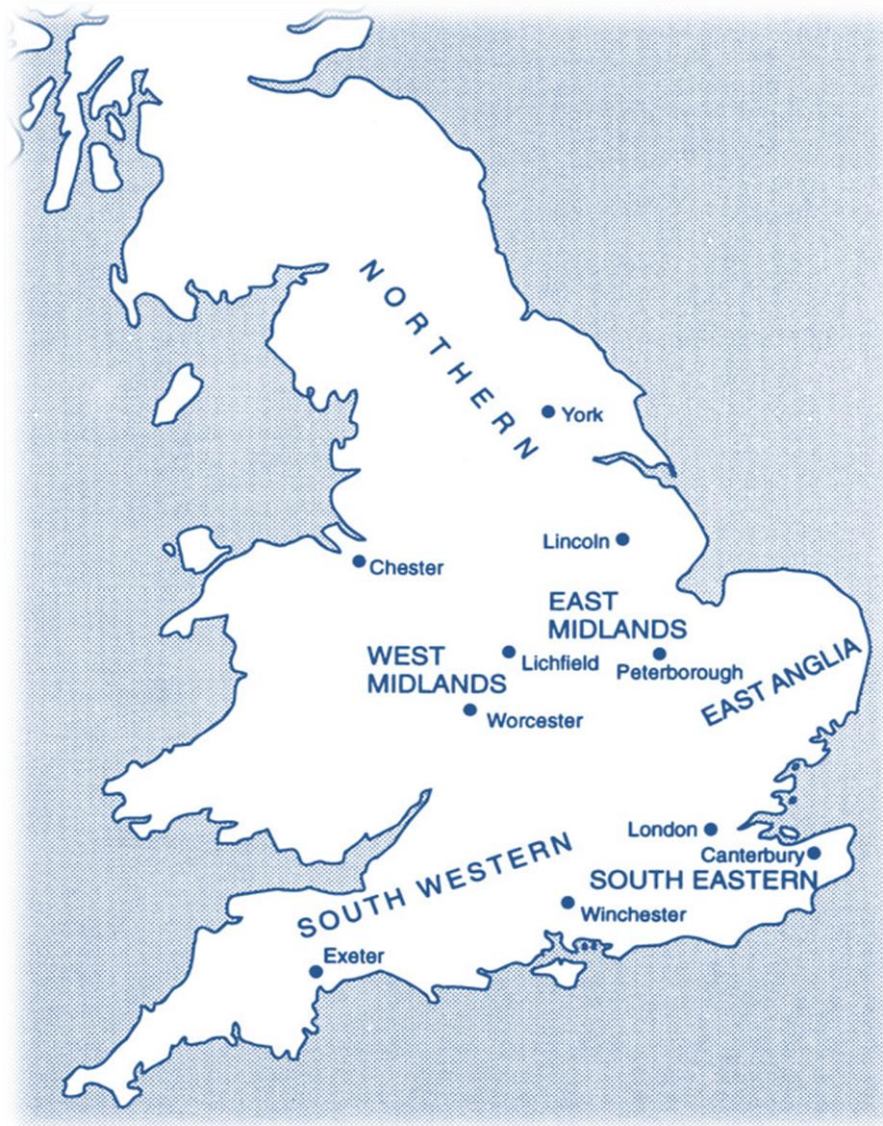 NORTHERN
York
Lincoln
Chester
EAST
MIDLANDS
WEST
MIDLANDS
Lichfield
Peterborough
EAST ANGLIA
Worcester
London
Canterbury
SOUTH WESTERN
SOUTH EASTERN
Winchester
Exeter